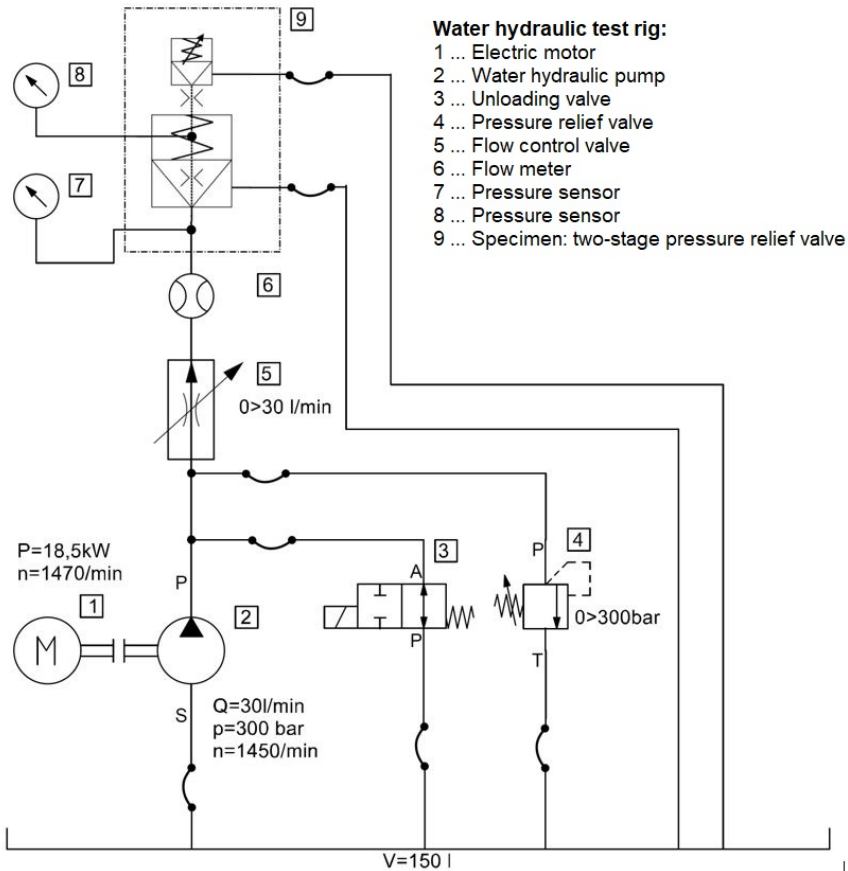 Water hydraulic test rig:
1 ... Electric motor
2 ... Water hydraulic pump
3 ... Unloading valve
4 ... Pressure relief valve
5 ... Flow control valve
6 ... Flow meter
7 ... Pressure sensor
8 ... Pressure sensor
9 ... Specimen: two-stage pressure relief valve
9
8
7
6
5
0>30 l/min
P=18,5kW
n=1470/min
1
M
P
2
S
Q=30l/min
p=300 bar
n=1450/min
3
A
P
4
P
0>300bar
T
V=150 l